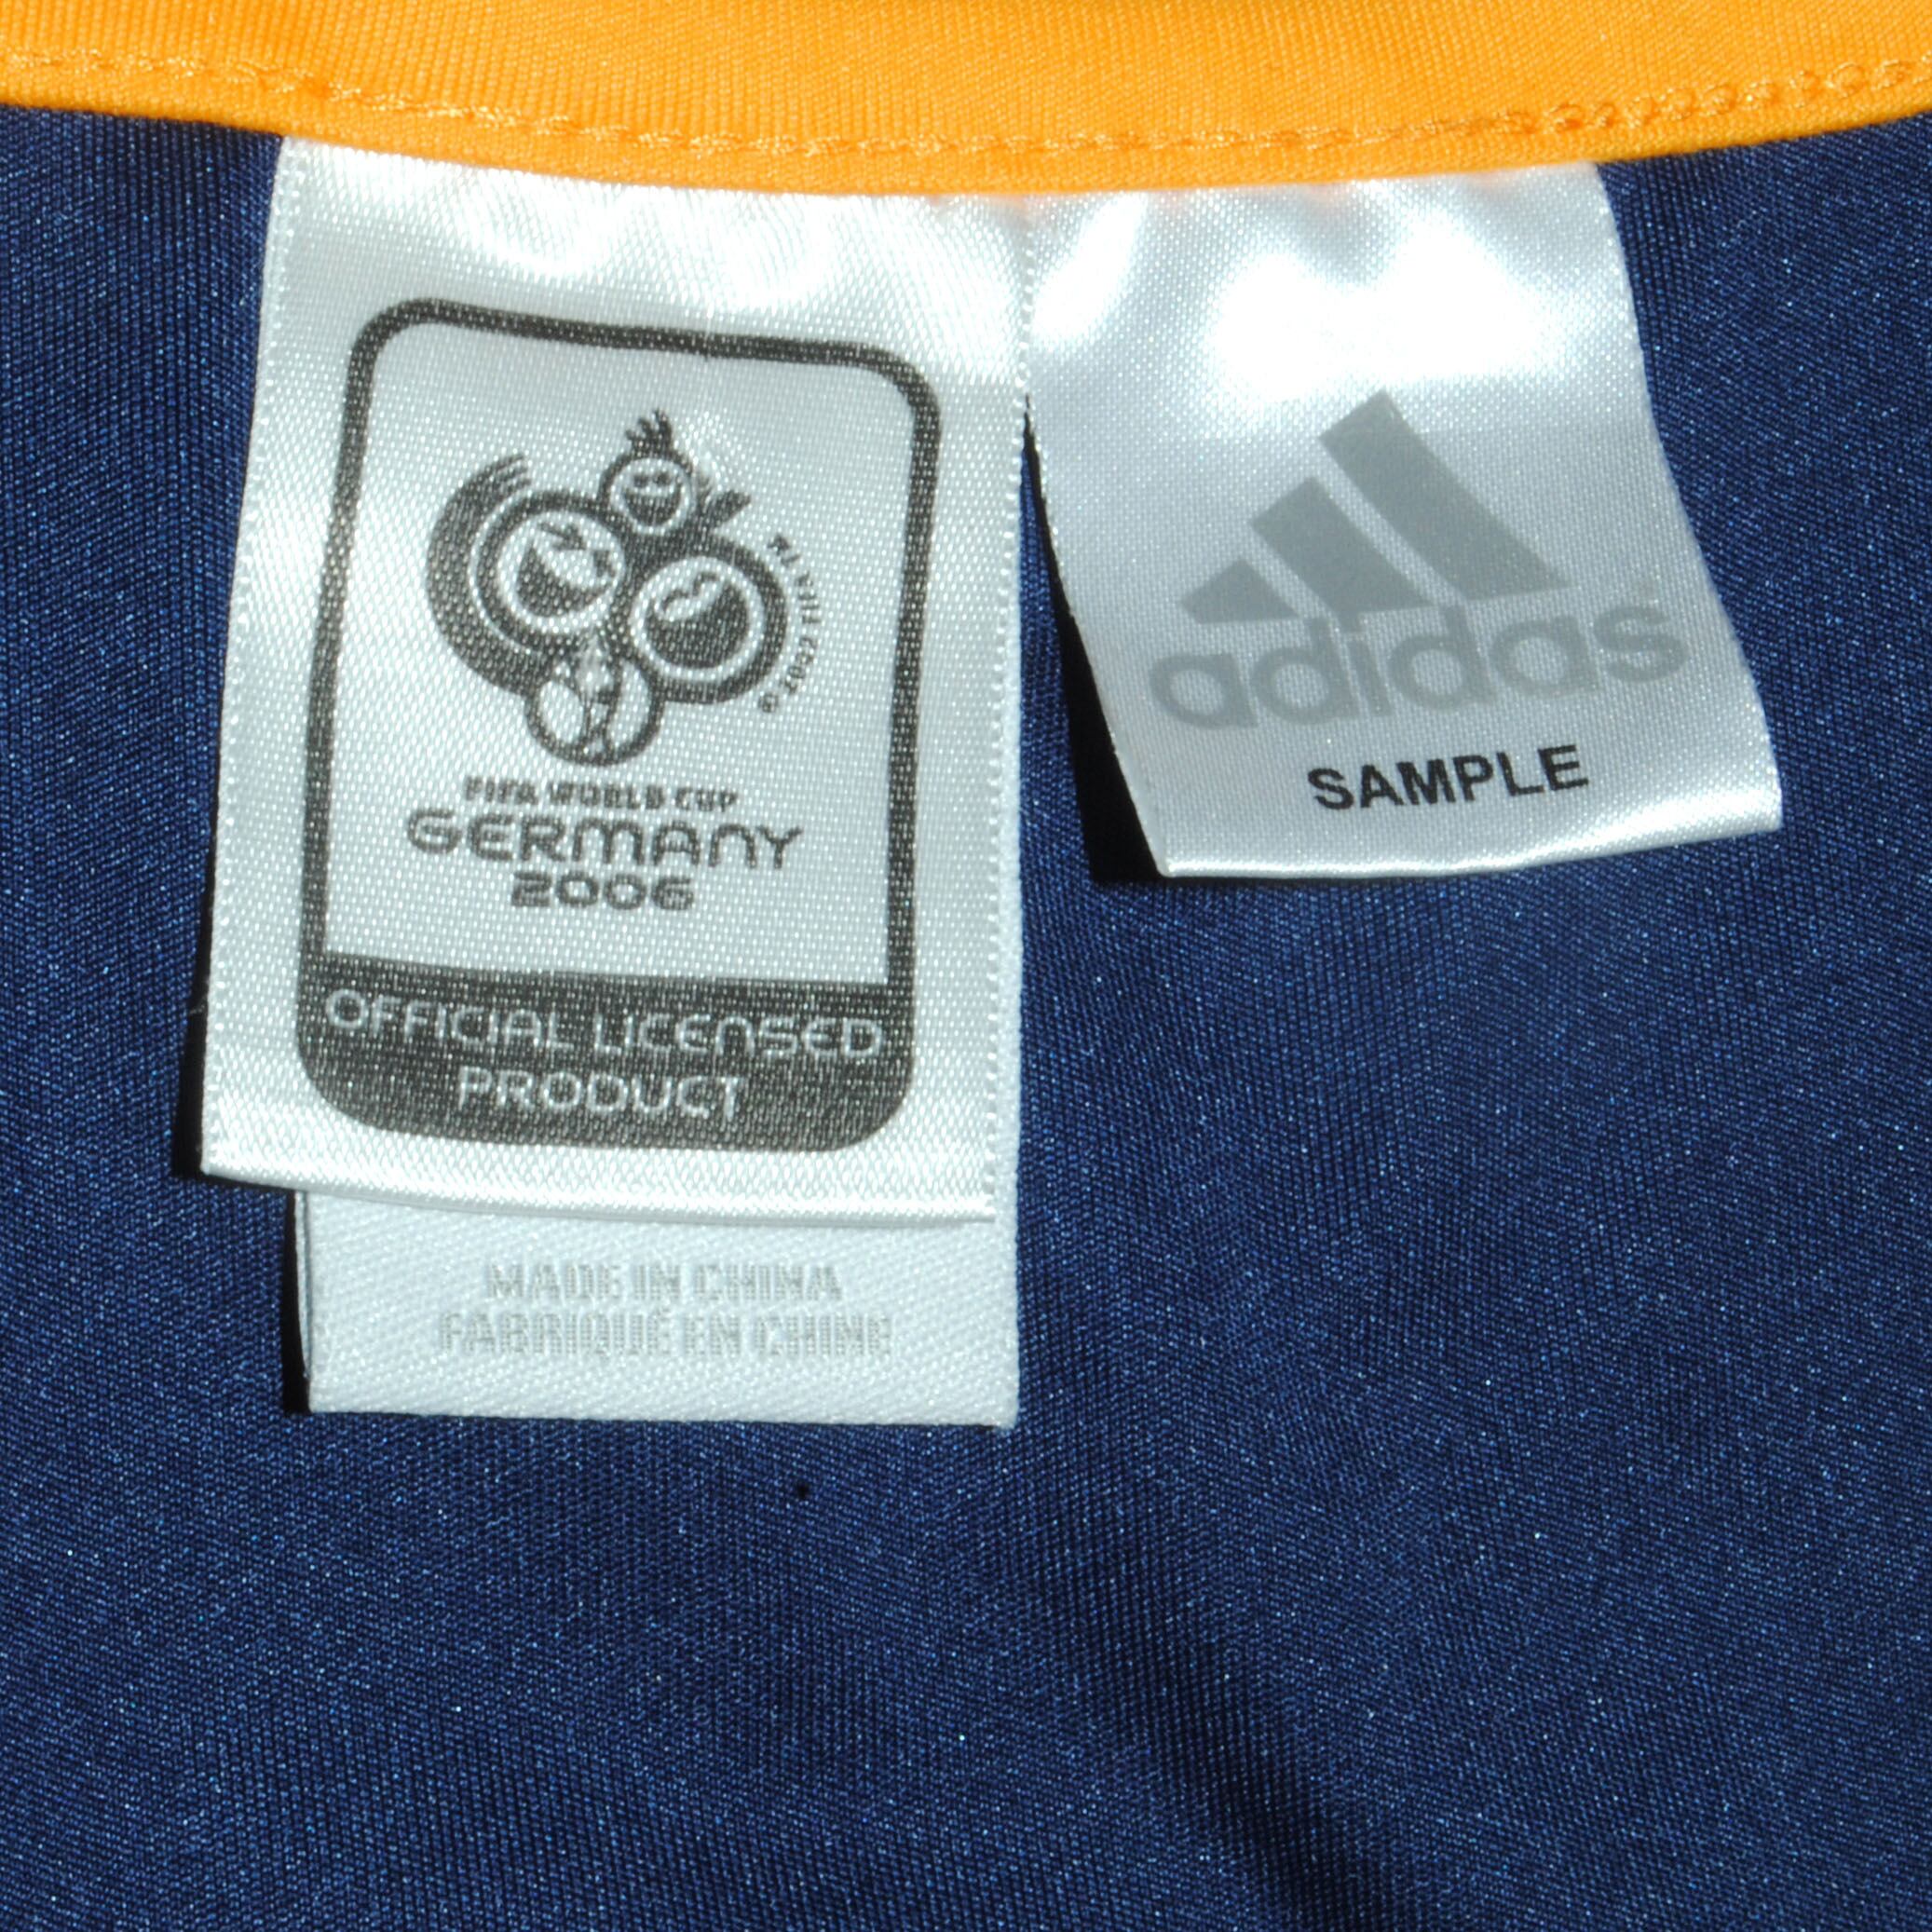 FIFA WORLD CUP
GERMANY
2006
OFFICIAL LICENSED
PRODUCT
MADE IN CHINA
FABRIQUÉ EN CHINE
adidas
SAMPLE